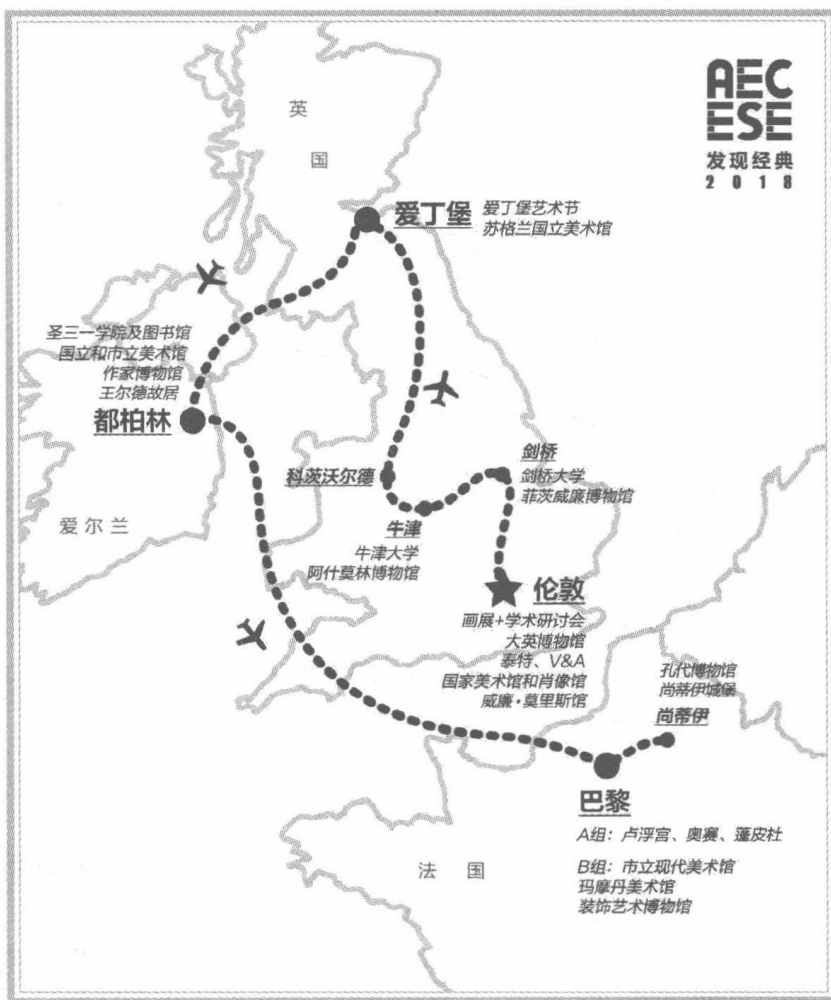 AEC
ESE
发现经典
2018
英
国
爱丁堡
爱丁堡艺术节
苏格兰国立美术馆
圣三一学院及图书馆
国立和市立美术馆
作家博物馆
王尔德故居
都柏林
爱尔兰
科茨沃尔德
剑桥
剑桥大学
菲茨威廉博物馆
牛津
牛津大学
阿什莫林博物馆
伦敦
画展+学术研讨会
大英博物馆
泰特、V&A
国家美术馆和肖像馆
威廉·莫里斯馆
孔代博物馆
尚蒂伊城堡
尚蒂伊
巴黎
A组：卢浮宫、奥赛、蓬皮杜
B组：市立现代美术馆
玛摩丹美术馆
装饰艺术博物馆
法 国